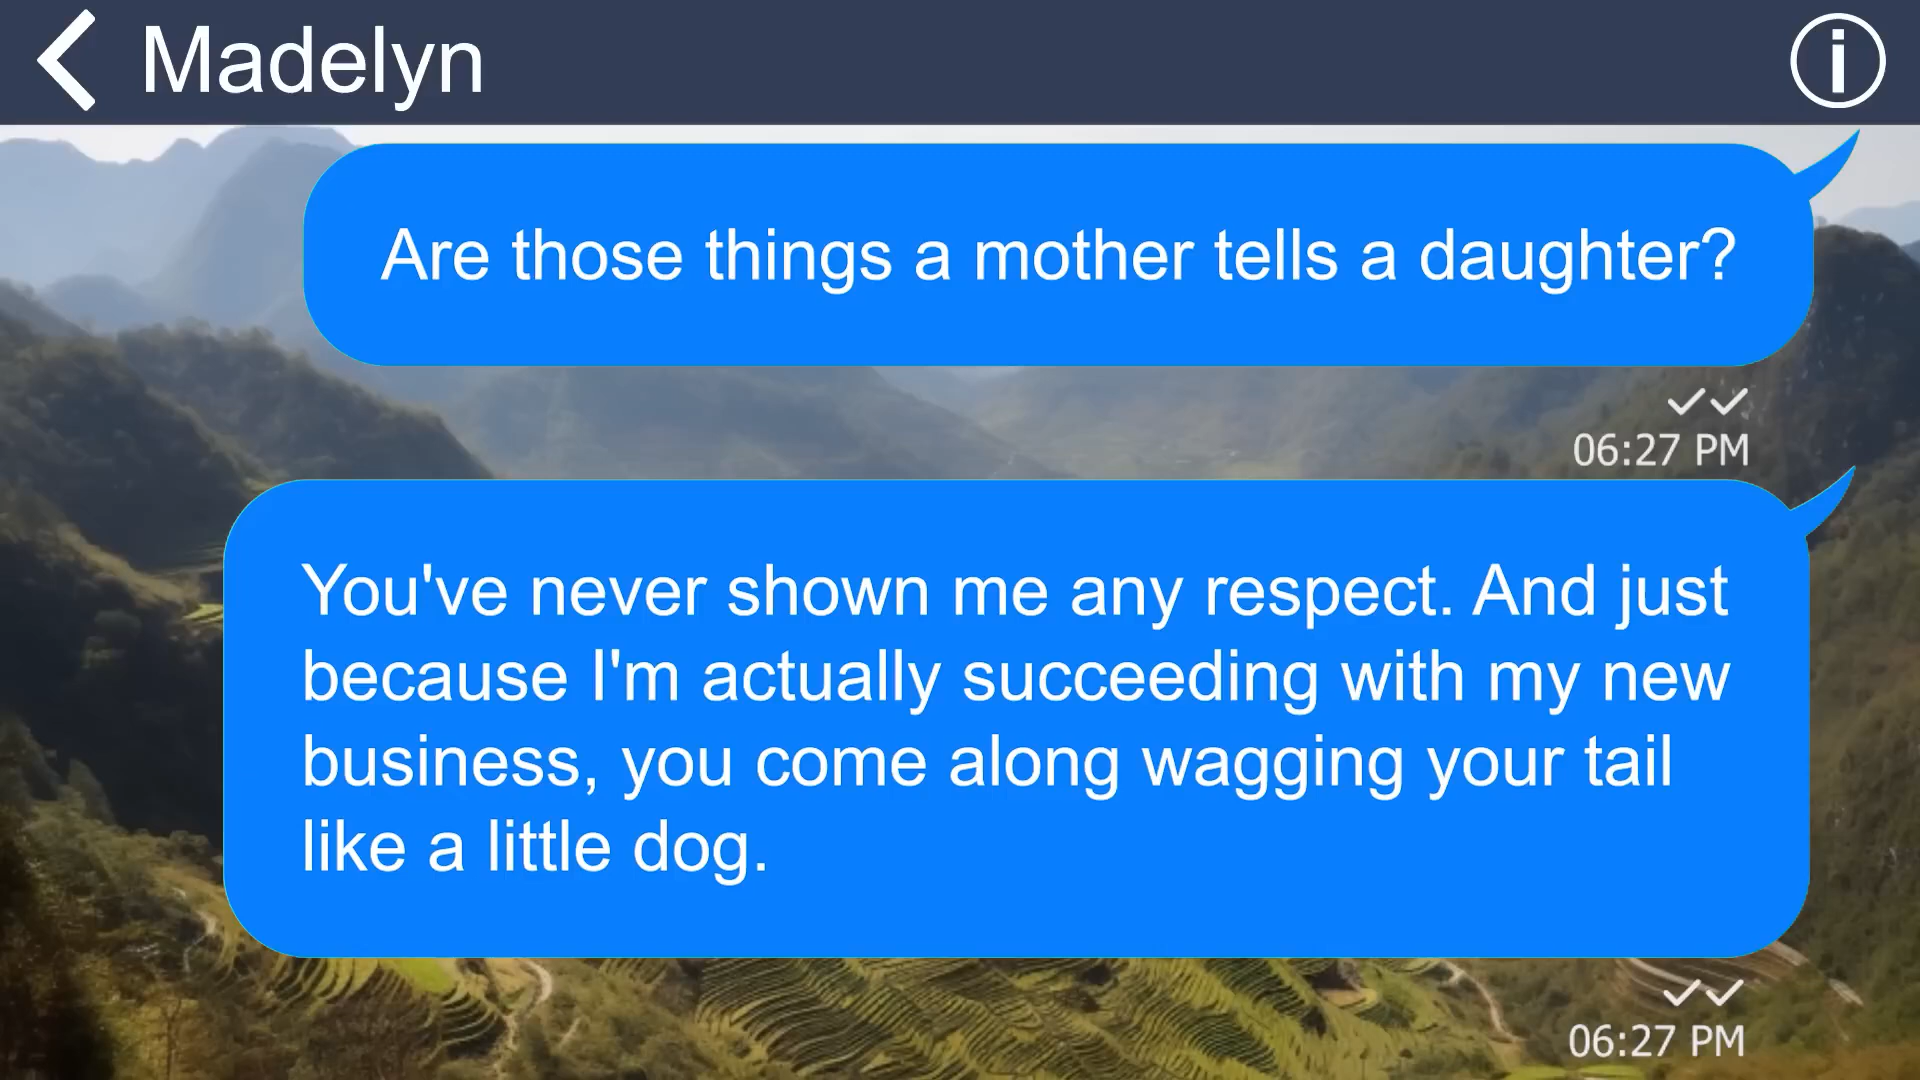 Madelyn
Are those things a mother tells a daughter?
06:27 PM
You've never shown me any respect. And just
because I'm actually succeeding with my new
business, you come along wagging your tail
like a little dog.
06:27 PM